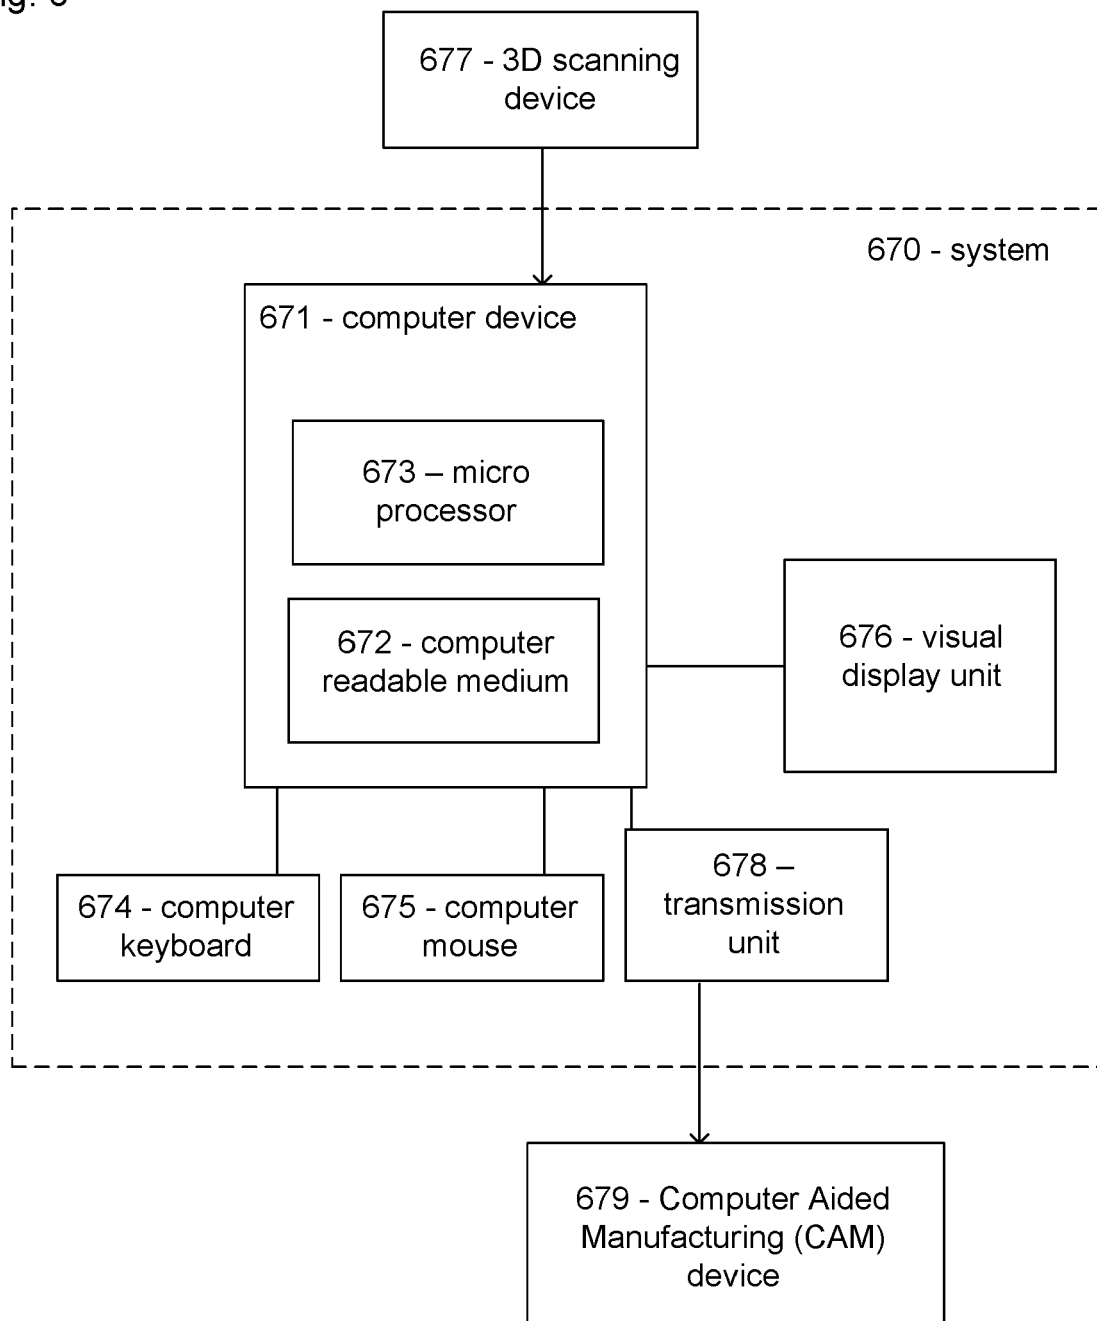 677 - 3D scanning
device
670 - system
671 - computer device
673 – micro
processor
672 - computer
readable medium
676 - visual
display unit
674 - computer
keyboard
675 - computer
mouse
678 –
transmission
unit
679 - Computer Aided
Manufacturing (CAM)
device